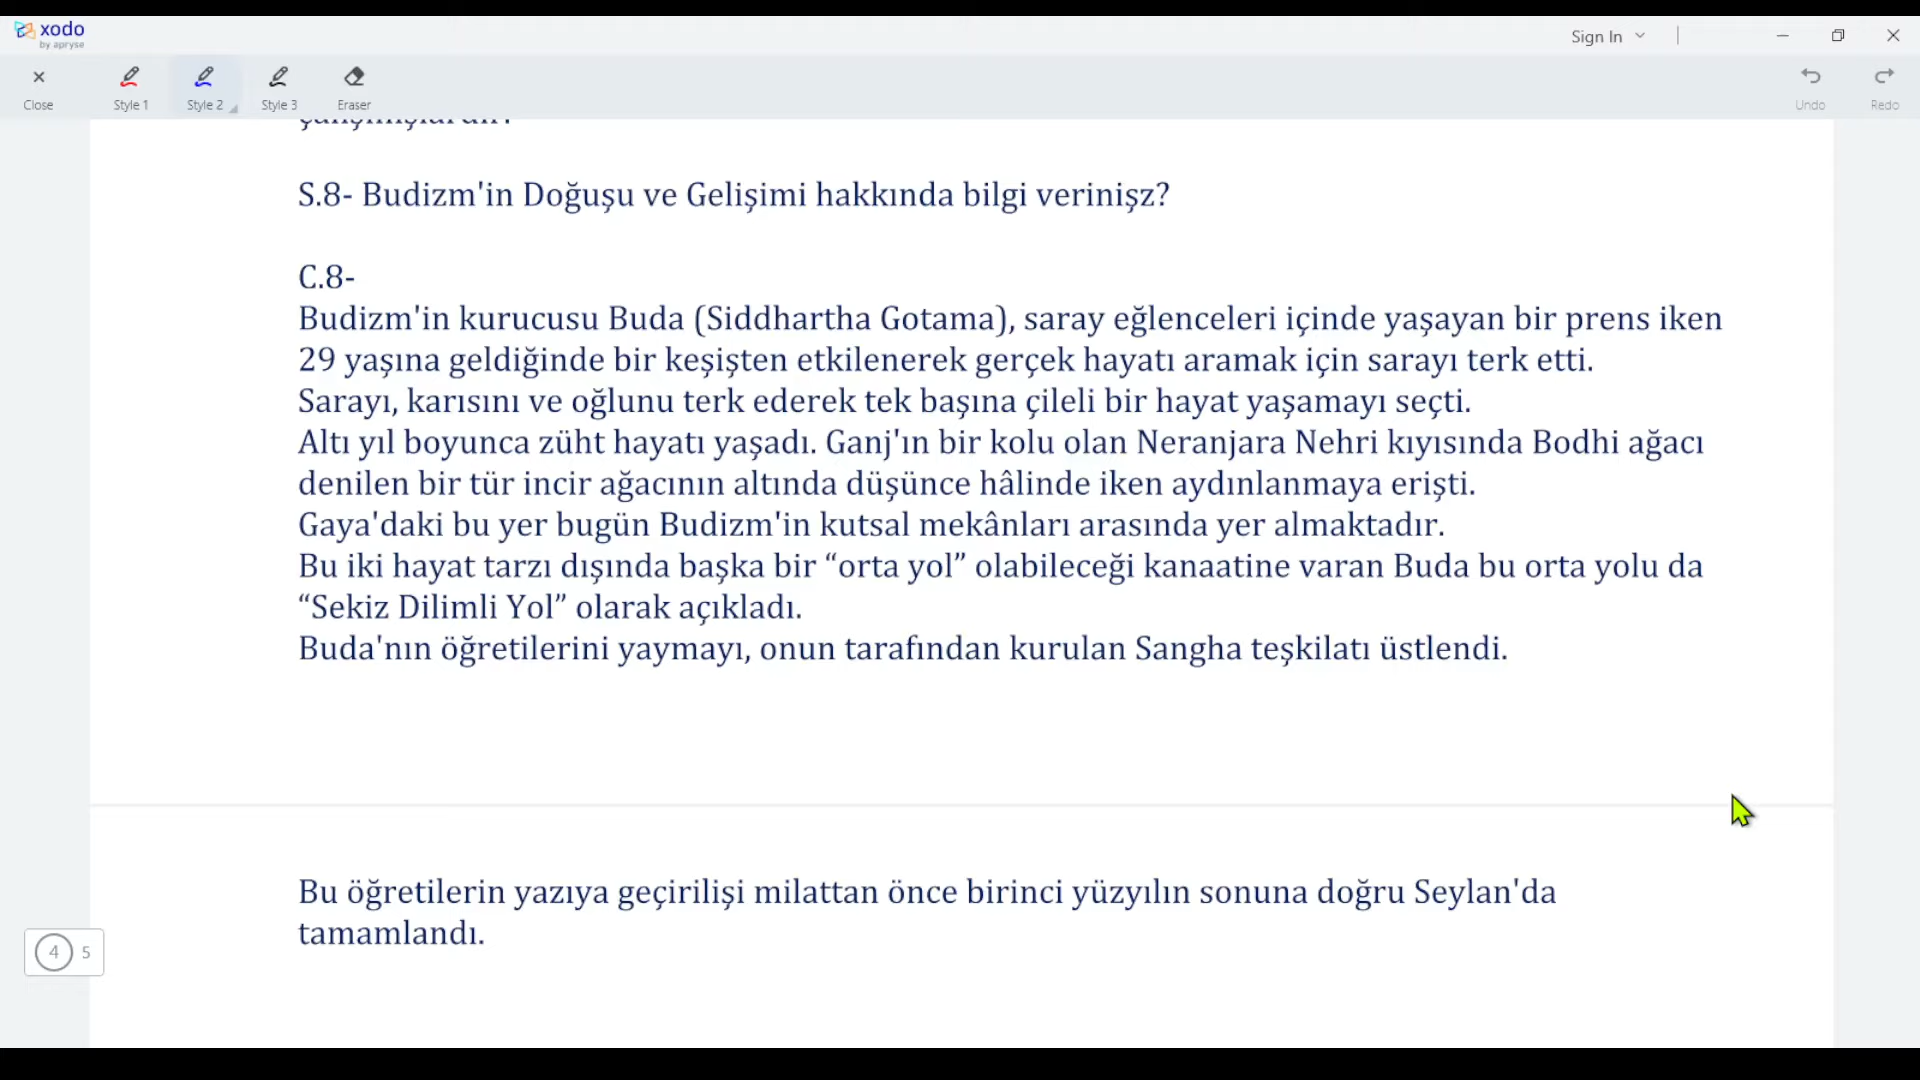 xodo
by apryse
Sign In
Close
Style 1
Style 2
Style 3
Eraser
Undo
Redo
çalışmışlardır.
S.8- Budizm'in Doğuşu ve Gelişimi hakkında bilgi verinişz?
C.8-
Budizm'in kurucusu Buda (Siddhartha Gotama), saray eğlenceleri içinde yaşayan bir prens iken
29 yaşına geldiğinde bir keşişten etkilenerek gerçek hayatı aramak için sarayı terk etti.
Sarayı, karısını ve oğlunu terk ederek tek başına çileli bir hayat yaşamayı seçti.
Altı yıl boyunca züht hayatı yaşadı. Ganj'ın bir kolu olan Neranjara Nehri kıyısında Bodhi ağacı
denilen bir tür incir ağacının altında düşünce hâlinde iken aydınlanmaya erişti.
Gaya'daki bu yer bugün Budizm'in kutsal mekânları arasında yer almaktadır.
Bu iki hayat tarzı dışında başka bir “orta yol” olabileceği kanaatine varan Buda bu orta yolu da
“Sekiz Dilimli Yol” olarak açıkladı.
Buda'nın öğretilerini yaymayı, onun tarafından kurulan Sangha teşkilatı üstlendi.
Bu öğretilerin yazıya geçirilişi milattan önce birinci yüzyılın sonuna doğru Seylan'da
tamamlandı.
4 5